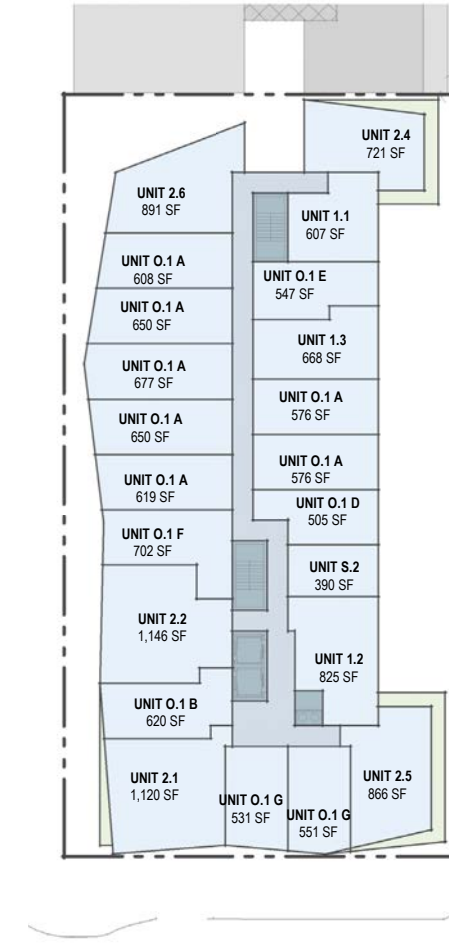 UNIT 2.4
721 SF
UNIT 2.6
891 SF
UNIT 1.1
607 SF
UNIT O.1 A
608 SF
UNIT O.1 E
547 SF
UNIT O.1 A
650 SF
UNIT 1.3
668 SF
UNIT O.1 A
677 SF
UNIT O.1 A
576 SF
UNIT O.1 A
650 SF
UNIT O.1 A
576 SF
UNIT O.1 A
619 SF
UNIT O.1 D
505 SF
UNIT O.1 F
702 SF
UNIT S.2
390 SF
UNIT 2.2
1,146 SF
UNIT 1.2
825 SF
UNIT O.1 B
620 SF
UNIT 2.1
1,120 SF
UNIT O.1 G
531 SF
UNIT O.1 G
551 SF
UNIT 2.5
866 SF